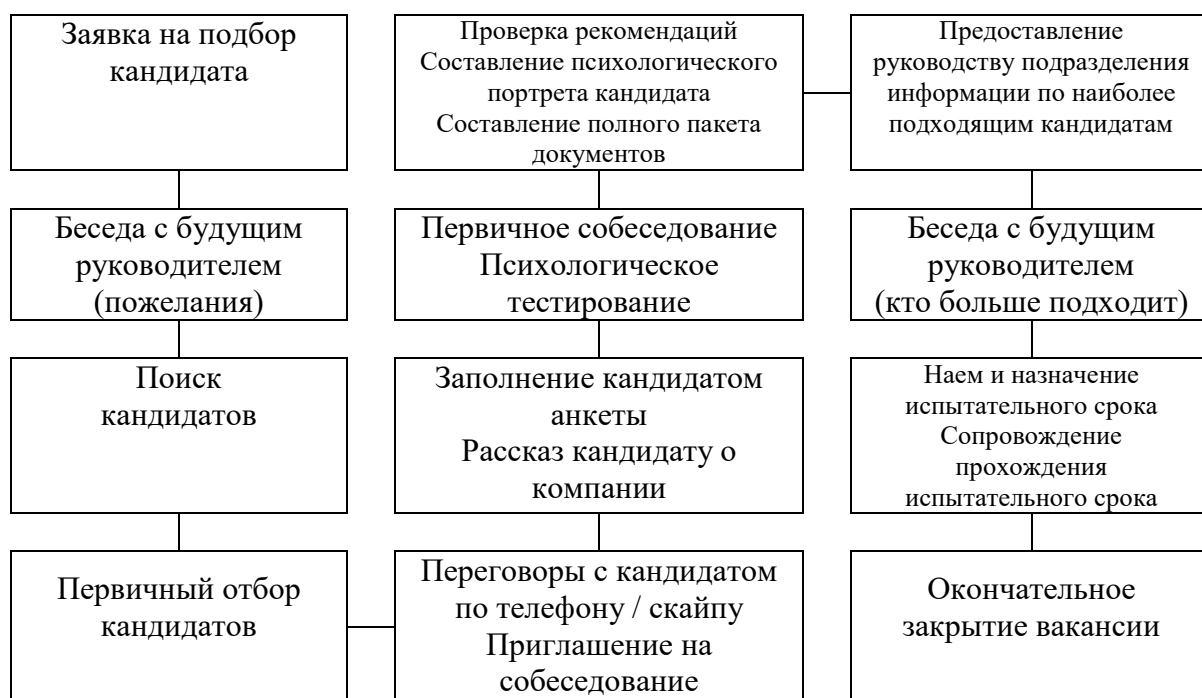 Заявка на подбор
кандидата
Беседа с будущим
руководителем
(пожелания)
Поиск
кандидатов
Первичный отбор
кандидатов
Переговоры с кандидатом
по телефону / скайпу
Приглашение на
собеседование
Заполнение кандидатом
анкеты
Рассказ кандидату о
компании
Первичное собеседование
Психологическое
тестирование
Проверка рекомендаций
Составление психологического
портрета кандидата
Составление полного пакета
документов
Предоставление
руководству подразделения
информации по наиболее
подходящим кандидатам
Беседа с будущим
руководителем
(кто больше подходит)
Наем и назначение
испытательного срока
Сопровождение
прохождения
испытательного срока
Окончательное
закрытие вакансии